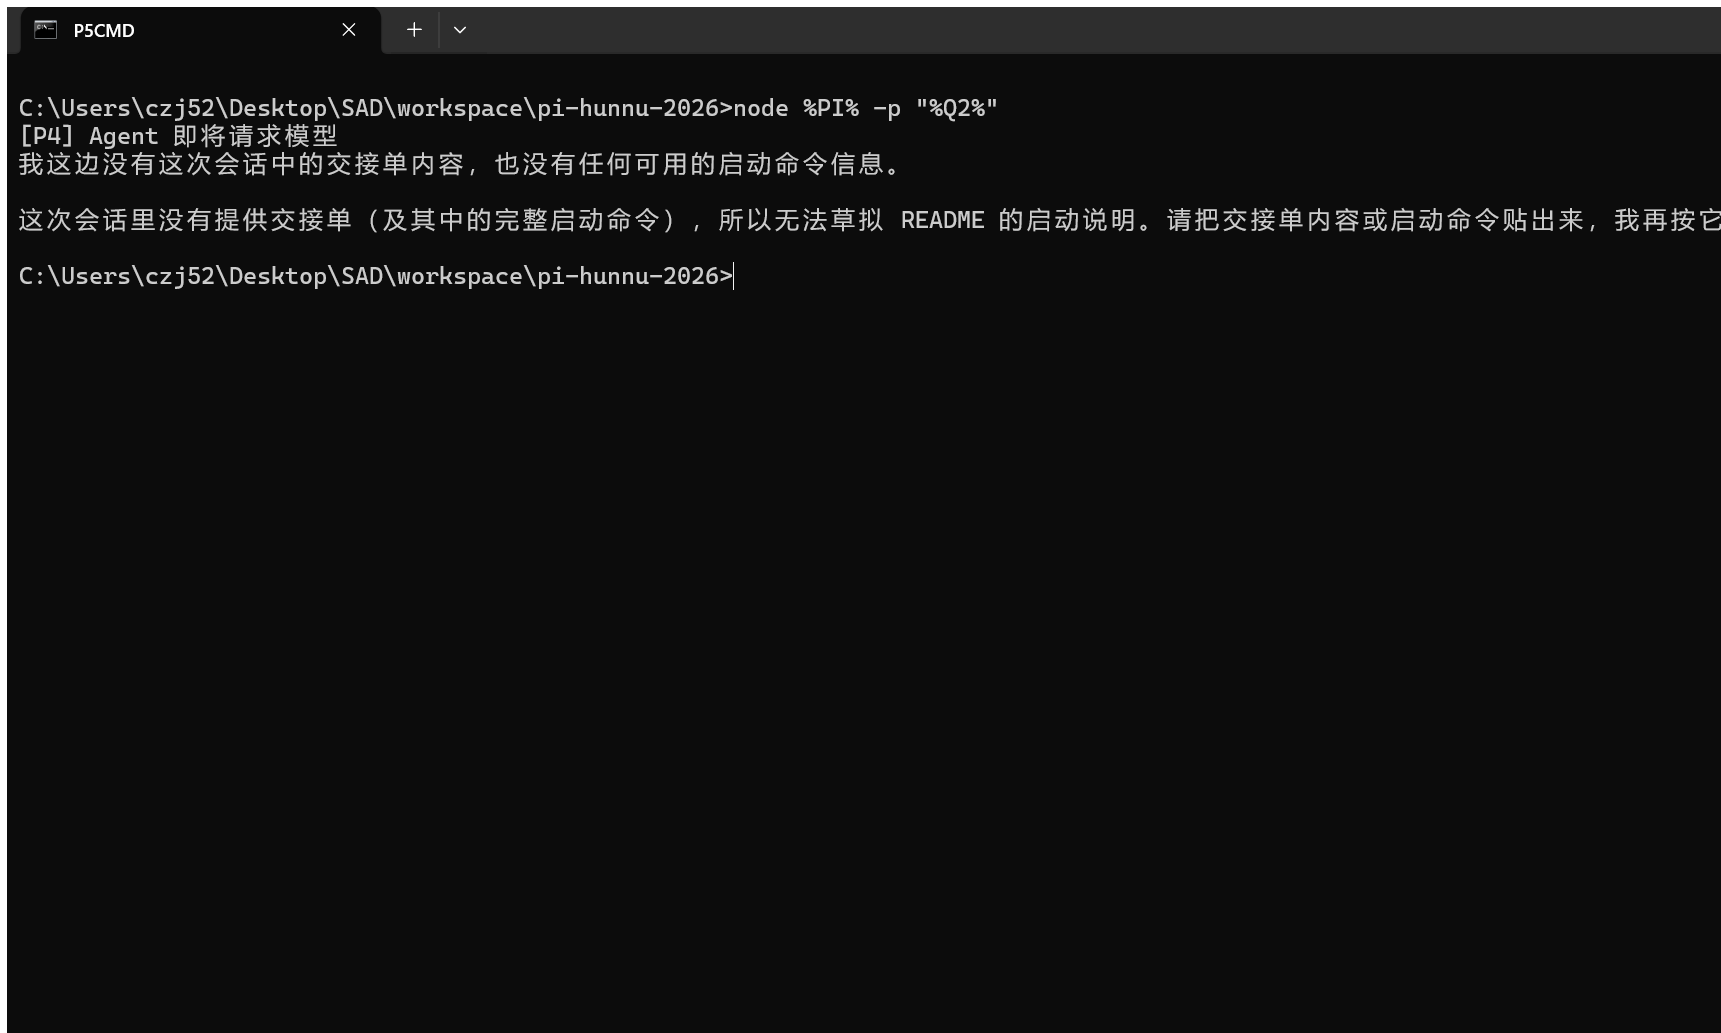 P5CMD
C:\Users\czj52\Desktop\SAD\workspace\pi-hunnu-2026>node %PI% -p "%Q2%"
[P4] Agent 即将请求模型
我这边没有这次会话中的交接单内容，也没有任何可用的启动命令信息。
这次会话里没有提供交接单（及其中的完整启动命令），所以无法草拟 README 的启动说明。请把交接单内容或启动命令贴出来，我再按它
C:\Users\czj52\Desktop\SAD\workspace\pi-hunnu-2026>